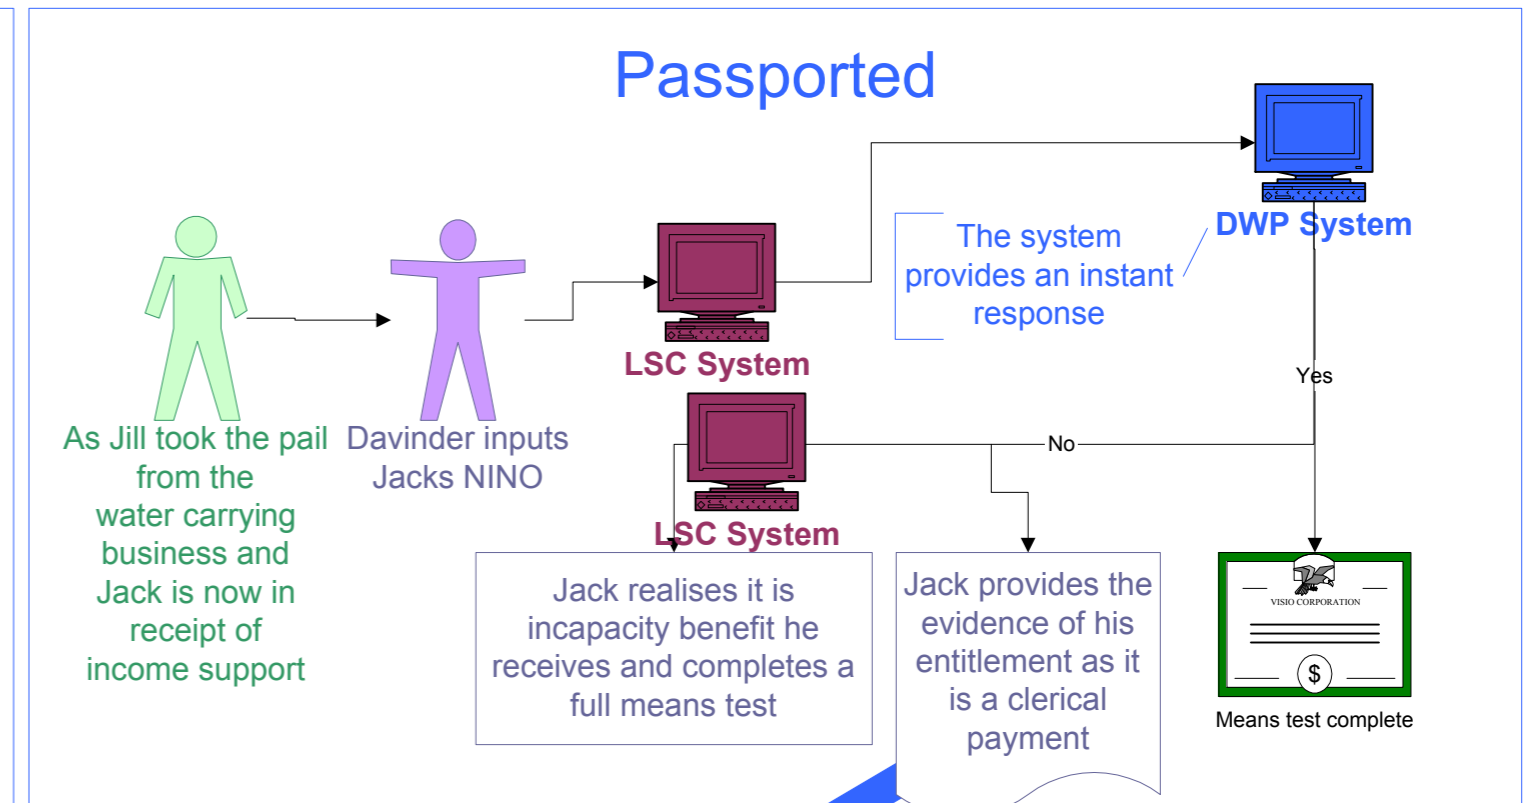 Passported
DWP System
The system
provides an instant
response
LSC System
Yes
As Jill took the pail
from the
water carrying
business and
Jack is now in
receipt of
income support
Davinder inputs
Jacks NINO
No
LSC System
Jack realises it is
incapacity benefit he
receives and completes a
full means test
Jack provides the
evidence of his
entitlement as it
is a clerical
payment
VISIO CORPORATION
$
Means test complete